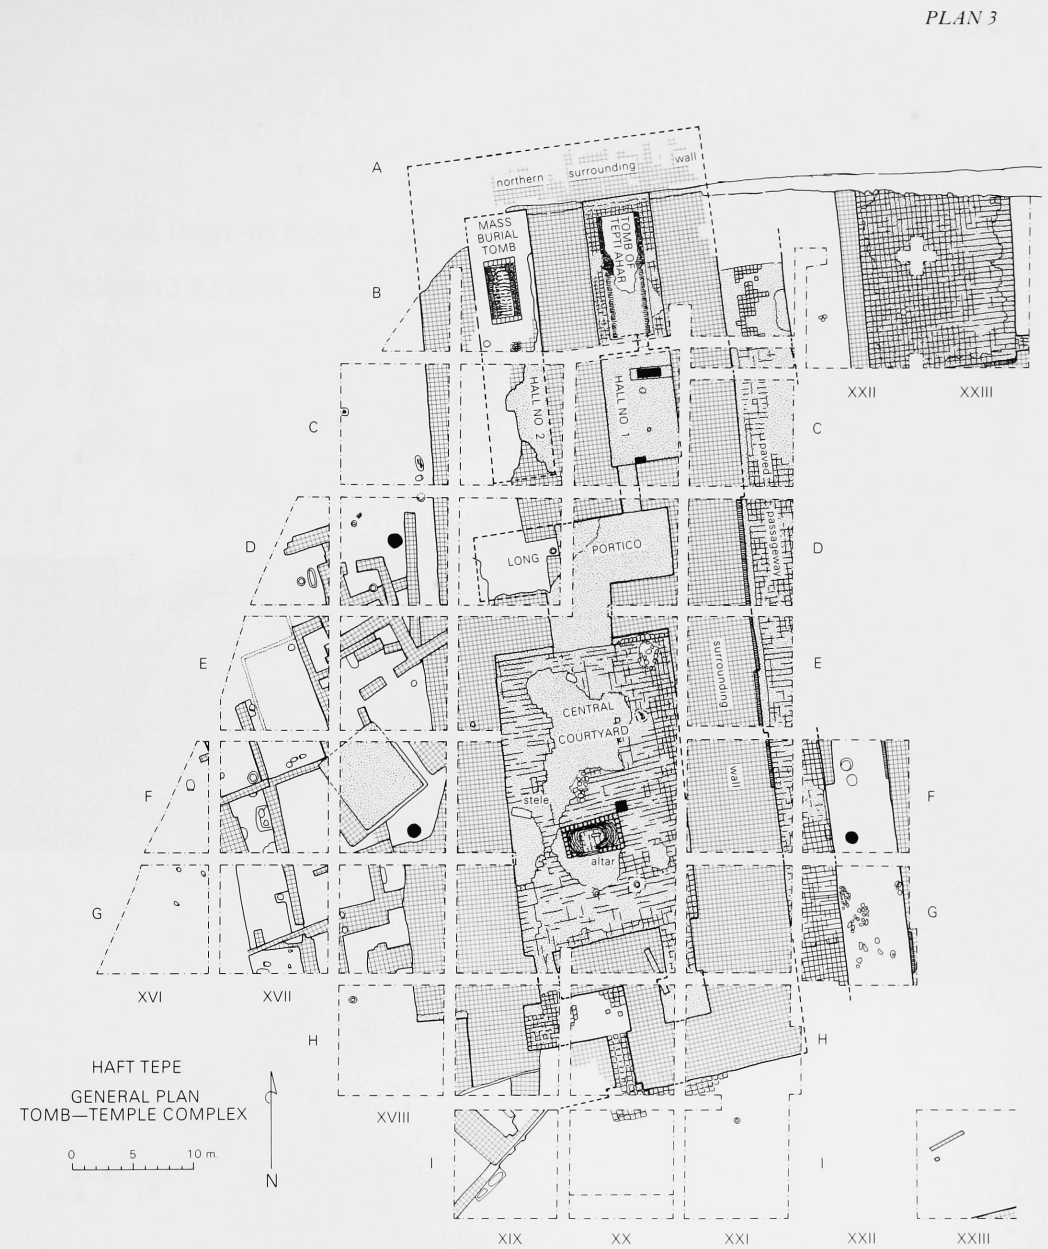 PLAN 3
A
northern surrounding wall
MASS
BURIAL
TOMB
TOMB OF
TEPTI AHAR
B
XXII
XXIII
C
HALL NO 2
HALL NO 1
paved
C
D
LONG
PORTICO
passageway
D
E
surrounding
E
CENTRAL
COURTYARD
F
stele
wall
F
altar
G
G
XVI
XVII
H
H
HAFT TEPE
GENERAL PLAN
TOMB—TEMPLE COMPLEX
XVIII
0 5 10 m.
N
I
I
XIX
XX
XXI
XXII
XXIII